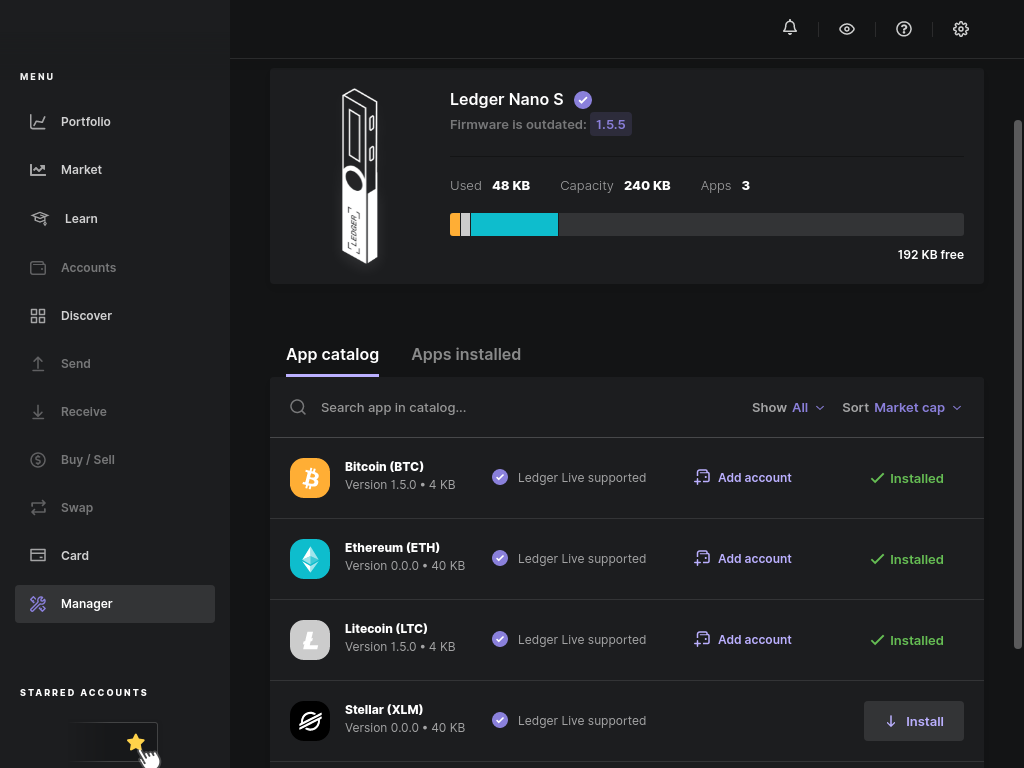 MENU
Portfolio
Market
Learn
Accounts
Discover
Send
Receive
Buy / Sell
Swap
Card
Manager
STARRED ACCOUNTS
LEDGER
Ledger Nano S
Firmware is outdated: 1.5.5
Used 48 KB Capacity 240 KB Apps 3
192 KB free
App catalog Apps installed
Search app in catalog... Show All Sort Market cap
Bitcoin (BTC)
Version 1.5.0 • 4 KB
Ledger Live supported Add account Installed
Ethereum (ETH)
Version 0.0.0 • 40 KB
Ledger Live supported Add account Installed
Litecoin (LTC)
Version 1.5.0 • 4 KB
Ledger Live supported Add account Installed
Stellar (XLM)
Version 0.0.0 • 40 KB
Ledger Live supported Install